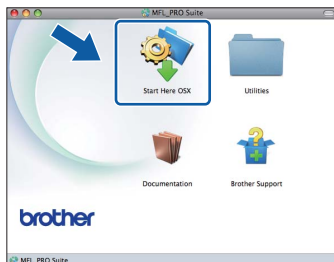 MFL_PRO Suite
Start Here OSX
Utilities
Documentation
Brother Support
brother
MFL_PRO Suite